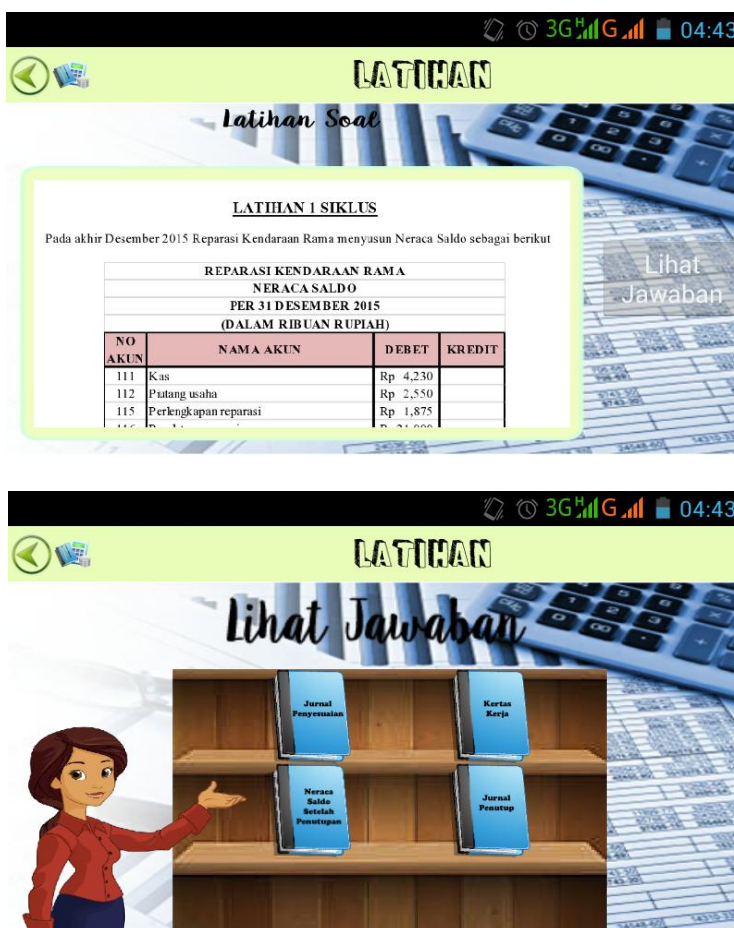 3G H G 04:43
LATIHAN
Latihan Soal
LATIHAN 1 SIKLUS
Pada akhir Desember 2015 Reparasi Kendaraan Rama menyusun Neraca Saldo sebagai berikut
REPARASI KENDARAAN RAMA
NERACA SALDO
PER 31 DESEMBER 2015
(DALAM RIBUAN RUPIAH)
NO AKUN NAMA AKUN DEBET KREDIT
111 Kas Rp 4,230
112 Piutang usaha Rp 2,550
115 Perlengkapan reparasi Rp 1,875
Lihat
Jawaban
3G H G 04:43
LATIHAN
Lihat Jawaban
Jurnal
Penyesuaian
Kertas
Kerja
Neraca
Saldo
Setelah
Penutupan
Jurnal
Penutup